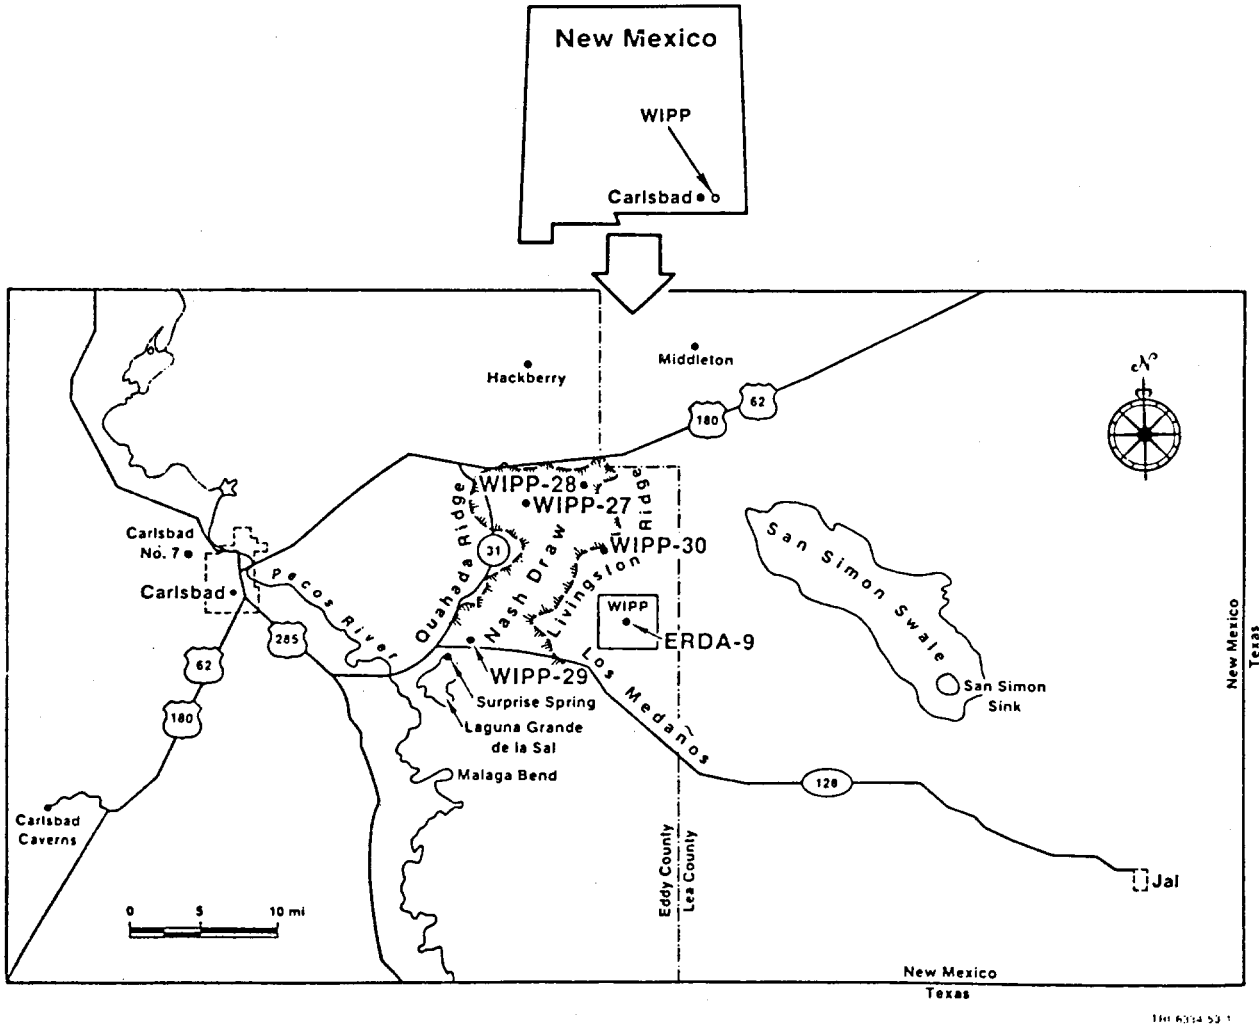 New Mexico
WIPP
Carlsbad
Middleton
Hackberry
N
62
180
WIPP-28
WIPP-27
Carlsbad
No. 7
31
WIPP-30
Quahada Ridge
Nash Draw
Livingston Ridge
San Simon Swale
Pecos River
Carlsbad
WIPP
ERDA-9
285
62
WIPP-29
Los Medaños
San Simon
Sink
Surprise Spring
180
Laguna Grande
de la Sal
Malaga Bend
128
Carlsbad
Caverns
Eddy County
Lea County
Jal
0 5 10 mi
New Mexico
Texas
New Mexico
Texas